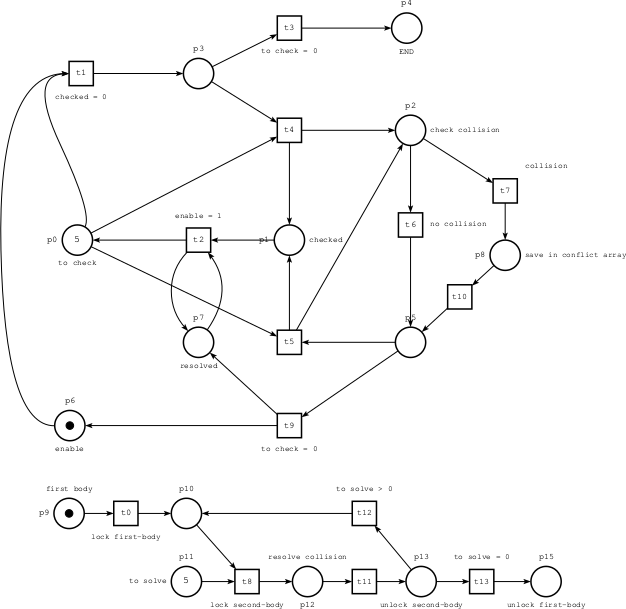 p4
t3
p3
END
to check = 0
t1
checked = 0
p2
t4
check collision
collision
t7
enable = 1
t6
no collision
p0
5
t2
p1
checked
p8
save in conflict array
to check
t10
p7
p5
t5
resolved
p6
t9
enable
to check = 0
first body
p10
to solve > 0
p9
t0
t12
lock first-body
p11
resolve collision
p13
to solve = 0
p15
to solve
5
t8
t11
t13
lock second-body
p12
unlock second-body
unlock first-body